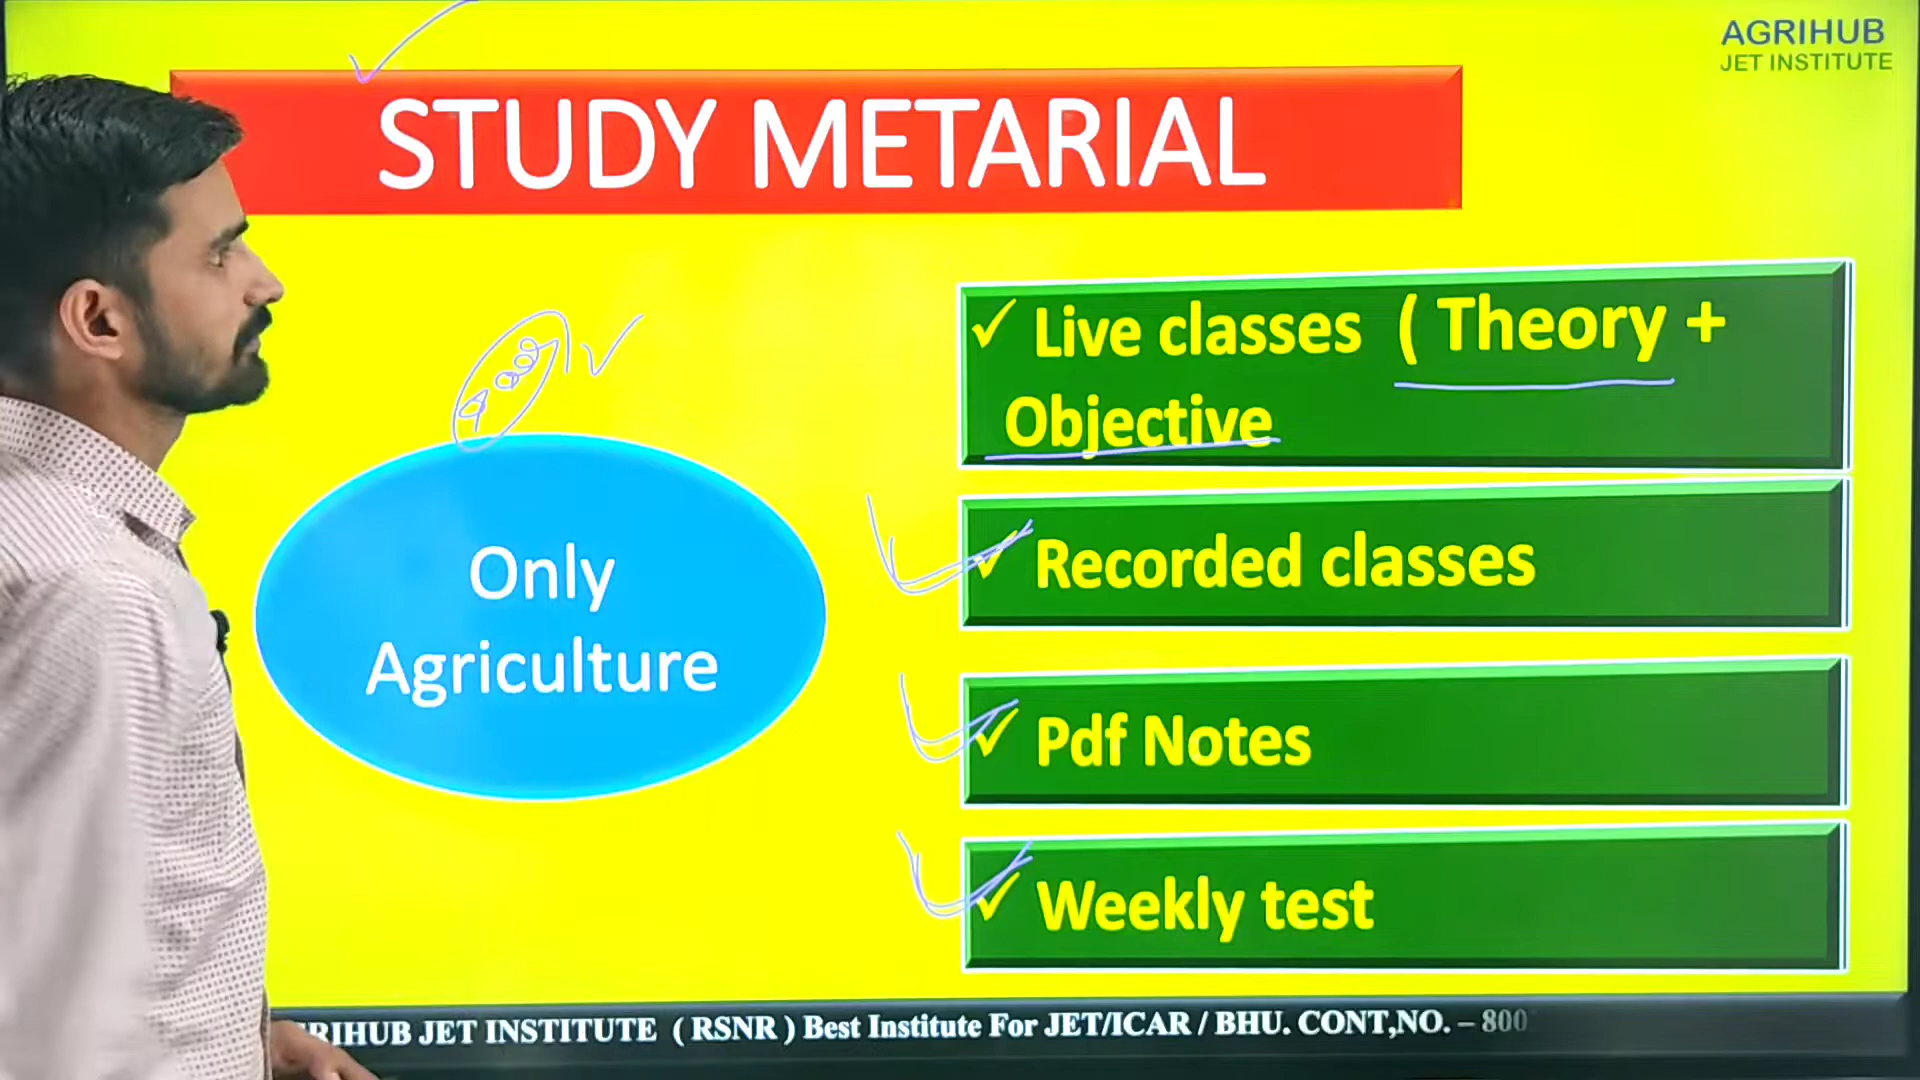 AGRIHUB
JET INSTITUTE
STUDY METARIAL
✓ Live classes ( Theory +
Objective
✓ Recorded classes
Only
Agriculture
✓ Pdf Notes
✓ Weekly test
RIHUB JET INSTITUTE ( RSNR ) Best Institute For JET/ICAR / BHU. CONT,NO. – 800